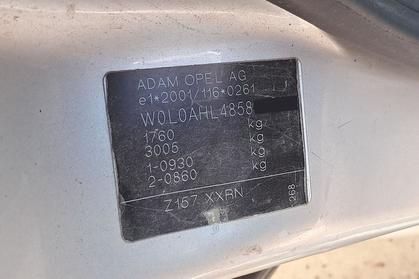 ADAM OPEL AG
e1*2001/116*0261
W0L0AHL4858
1760 kg
3005 kg
1-0930 kg
2-0860 kg
Z157 XXRN
268